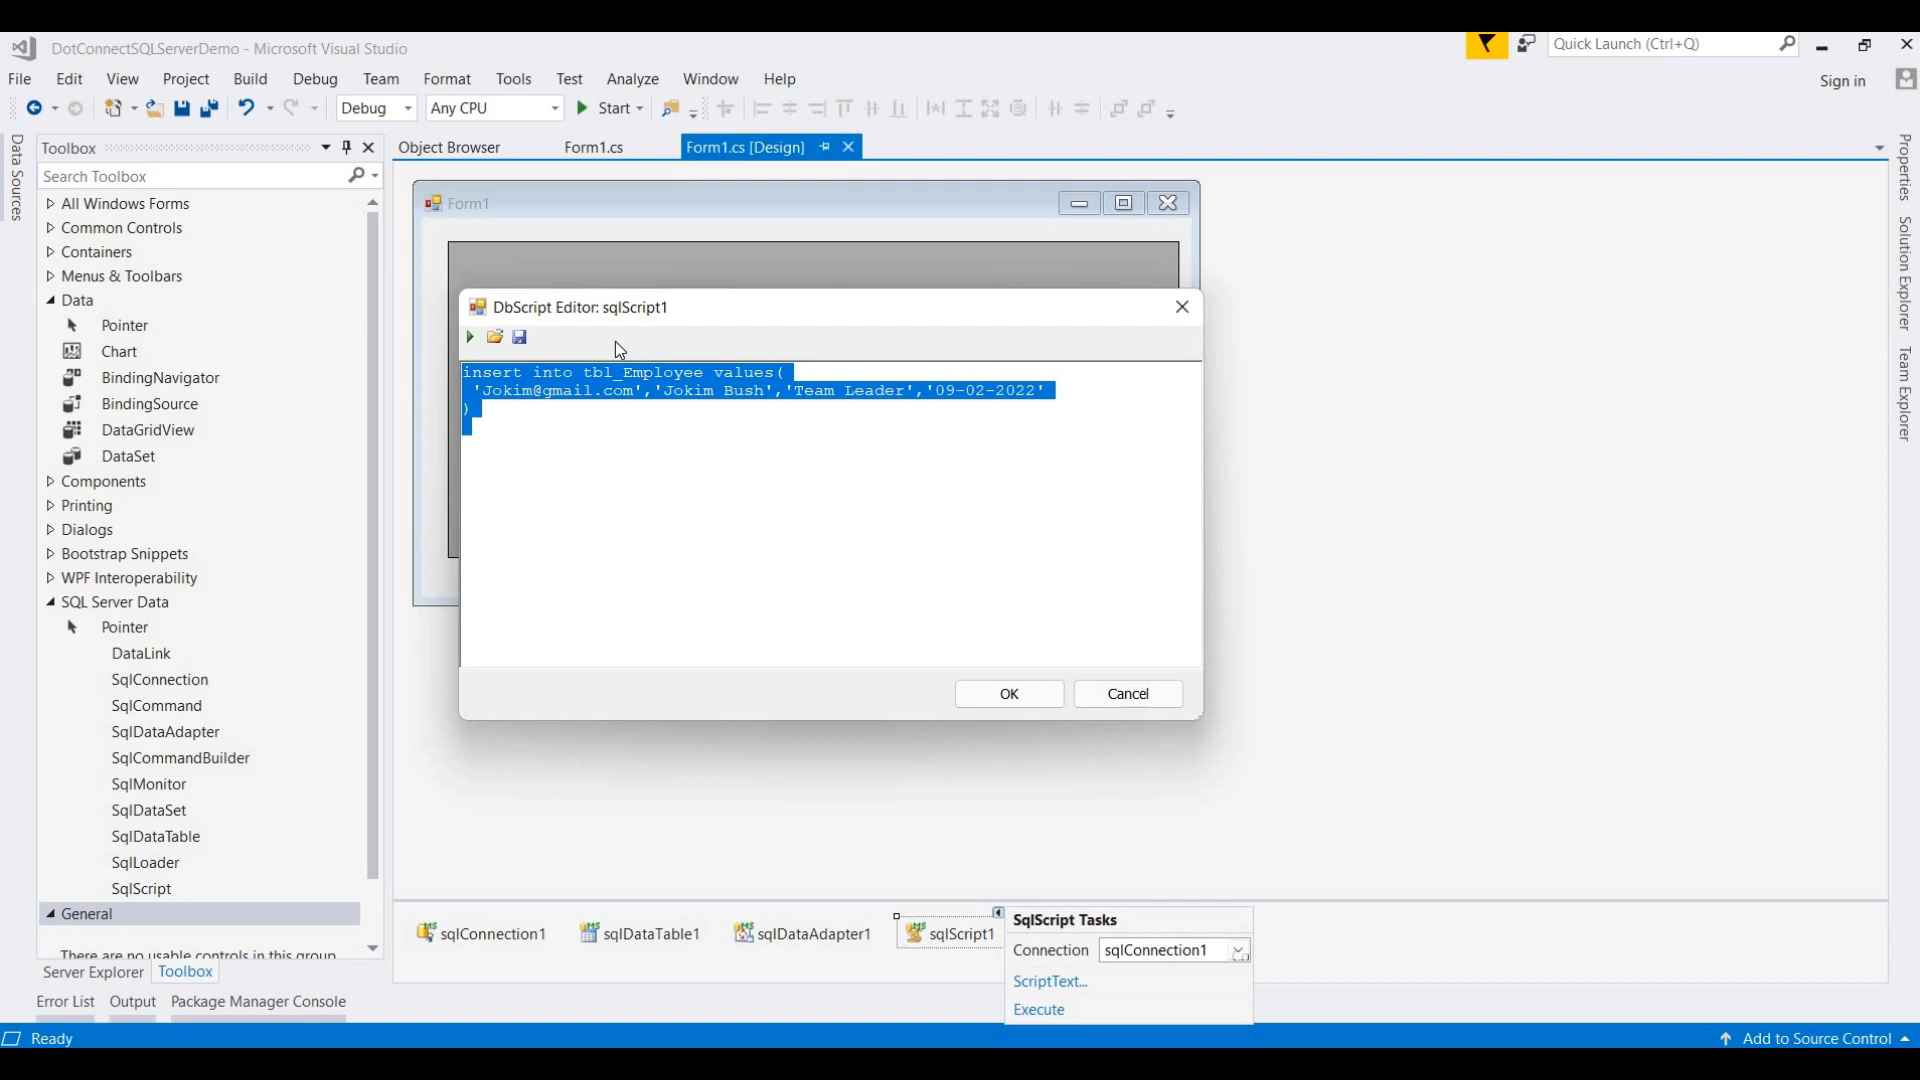 DotConnectSQLServerDemo - Microsoft Visual Studio
Quick Launch (Ctrl+Q)
File Edit View Project Build Debug Team Format Tools Test Analyze Window Help
Sign in
Debug Any CPU Start
Data Sources
Toolbox
Search Toolbox
All Windows Forms
Common Controls
Containers
Menus & Toolbars
Data
Pointer
Chart
BindingNavigator
BindingSource
DataGridView
DataSet
Components
Printing
Dialogs
Bootstrap Snippets
WPF Interoperability
SQL Server Data
Pointer
DataLink
SqlConnection
SqlCommand
SqlDataAdapter
SqlCommandBuilder
SqlMonitor
SqlDataSet
SqlDataTable
SqlLoader
SqlScript
General
There are no usable controls in this group.
Server Explorer Toolbox
Error List Output Package Manager Console
Object Browser Form1.cs Form1.cs [Design]
Form1
DbScript Editor: sqlScript1
insert into tbl_Employee values(
'Jokim@gmail.com','Jokim Bush','Team Leader','09-02-2022'
)
OK Cancel
sqlConnection1 sqlDataTable1 sqlDataAdapter1 sqlScript1
SqlScript Tasks
Connection sqlConnection1
ScriptText...
Execute
Properties
Solution Explorer
Team Explorer
Ready
Add to Source Control